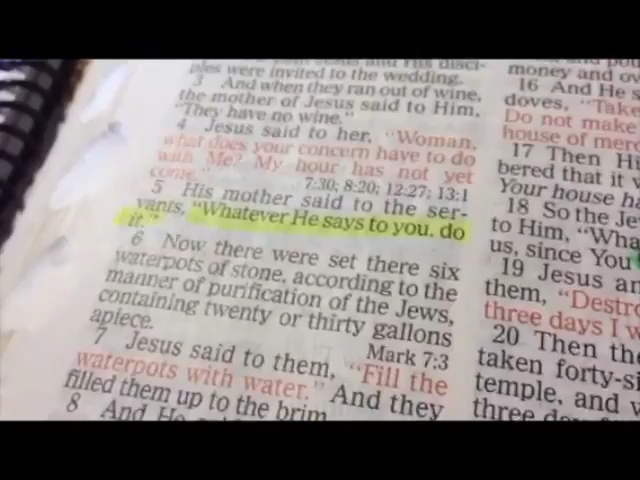 Jesus and His disci-
ples were invited to the wedding.
3 And when they ran out of wine,
the mother of Jesus said to Him,
"They have no wine."
4 Jesus said to her, "Woman,
what does your concern have to do
with Me? My hour has not yet
come."
7:30; 8:20; 12:27; 13:1
5 His mother said to the ser-
vants, "Whatever He says to you, do
it."
6 Now there were set there six
waterpots of stone, according to the
manner of purification of the Jews,
containing twenty or thirty gallons
apiece.
Mark 7:3
7 Jesus said to them, "Fill the
waterpots with water." And they
filled them up to the brim.
8 And He
money and
16 And He s
doves, "Take
Do not make
house of merc
17 Then Hi
bered that it w
Your house ha
18 So the Je
to Him, "Wha
us, since You
19 Jesus an
them, "Destro
three days I w
20 Then the
taken forty-si
temple, and w
three da